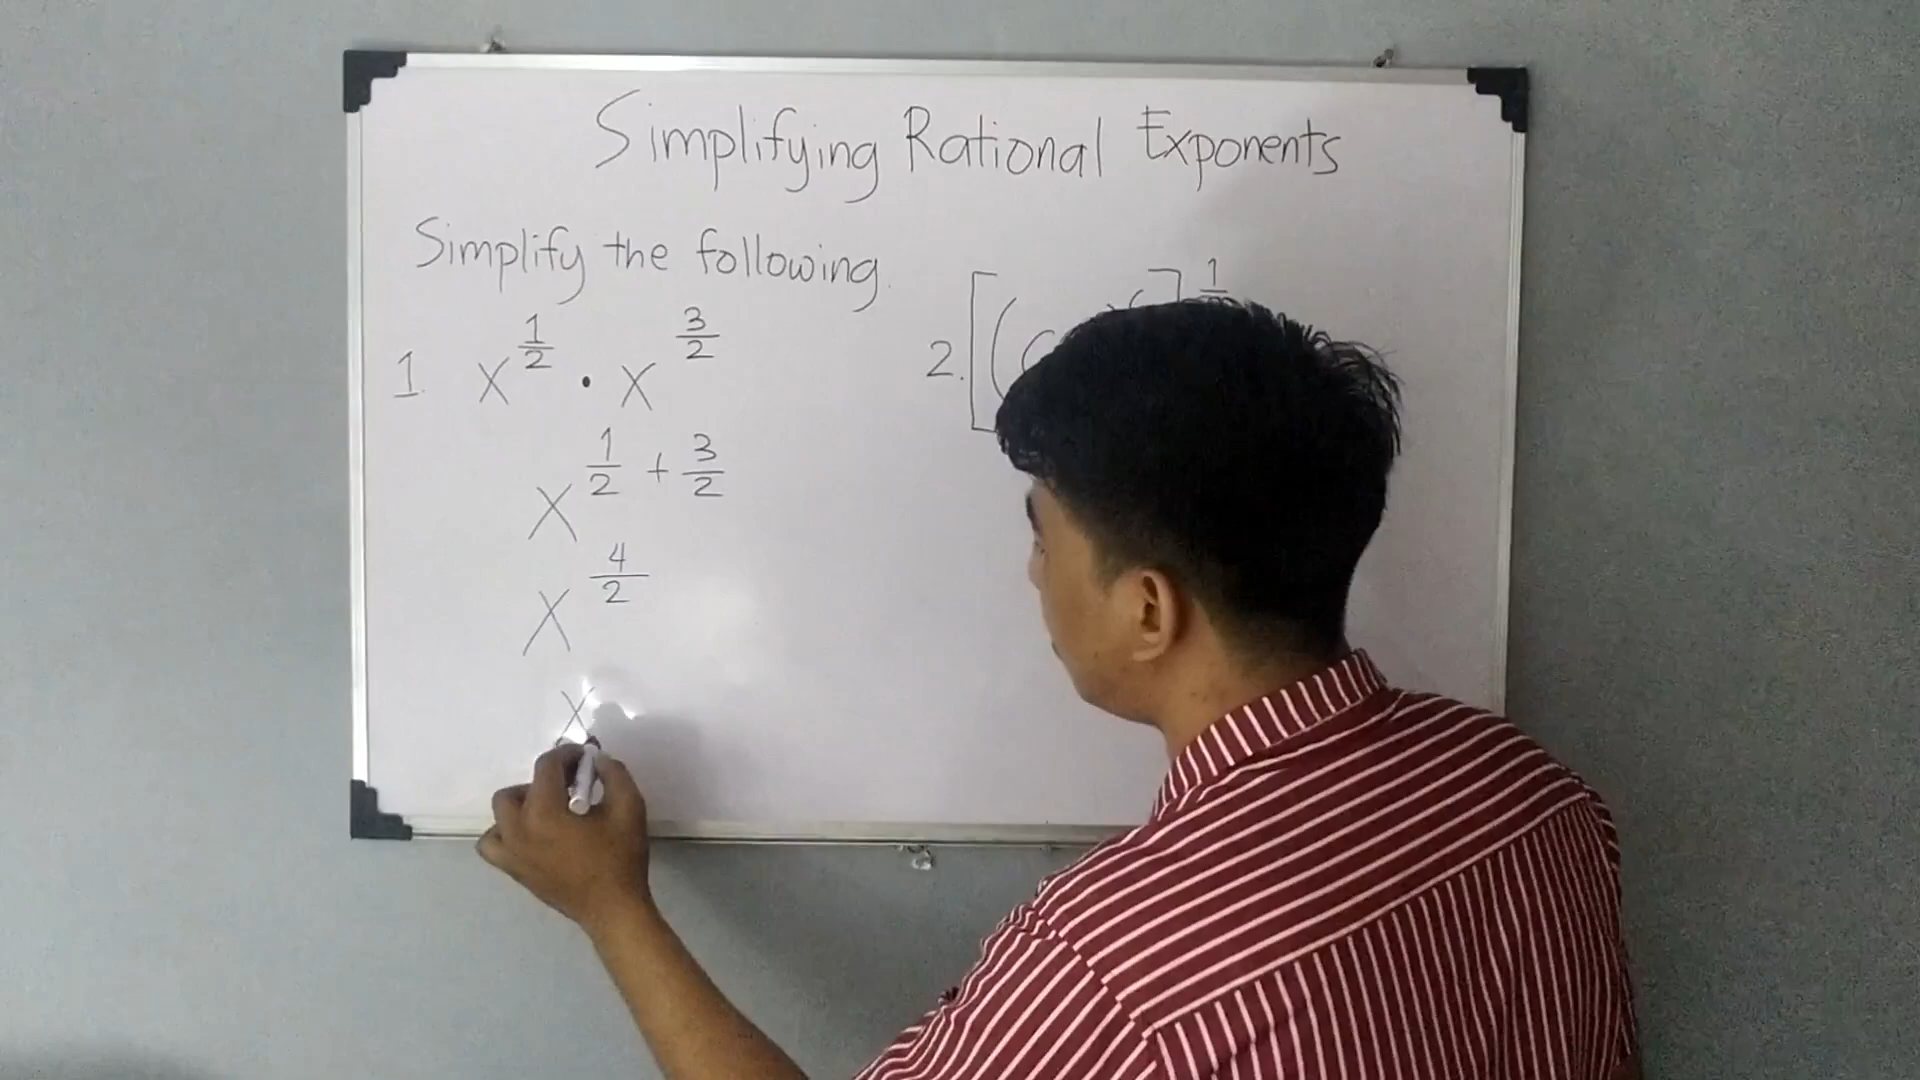 Simplifying Rational Exponents
Simplify the following.
1. x^(1/2) · x^(3/2)
x^(1/2 + 3/2)
x^(4/2)
x
2. [(
] 1